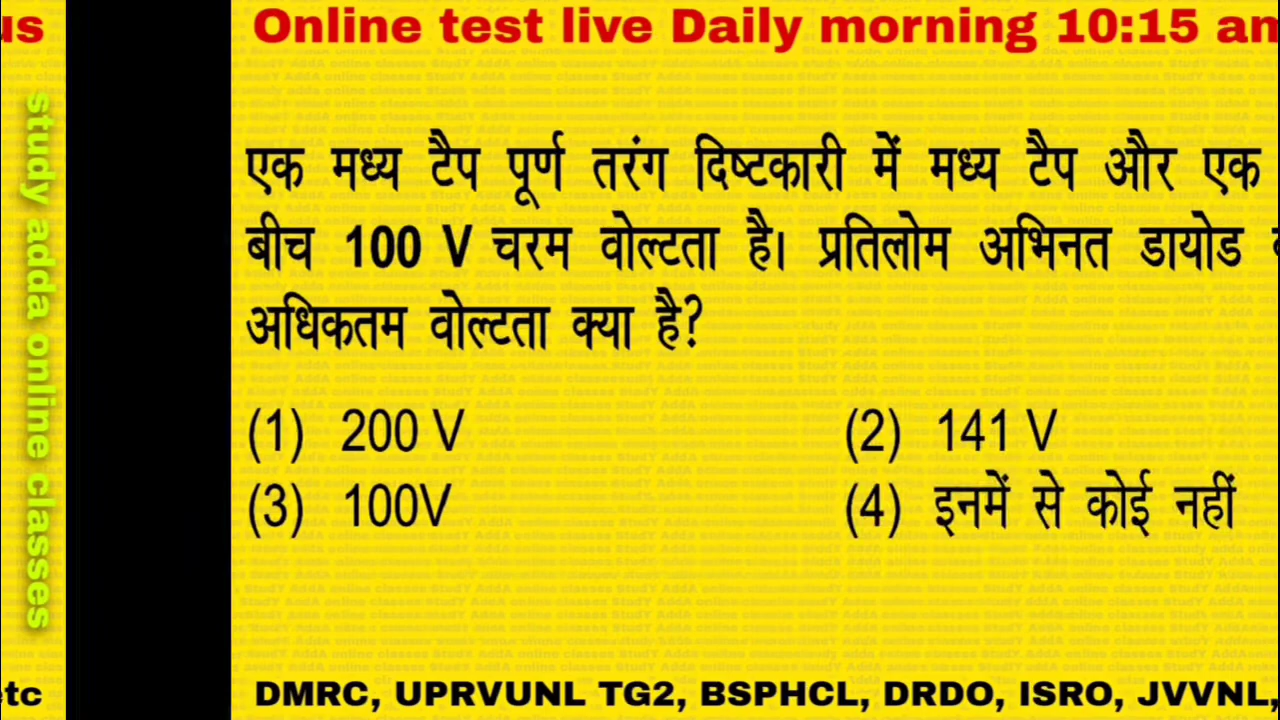 us
Online test live Daily morning 10:15 am
study adda online classes
एक मध्य टैप पूर्ण तरंग दिष्टकारी में मध्य टैप और एक
बीच 100 V चरम वोल्टता है। प्रतिलोम अभिनत डायोड
अधिकतम वोल्टता क्या है?
(1) 200 V (2) 141 V
(3) 100V (4) इनमें से कोई नहीं
etc
DMRC, UPRVUNL TG2, BSPHCL, DRDO, ISRO, JVVNL,